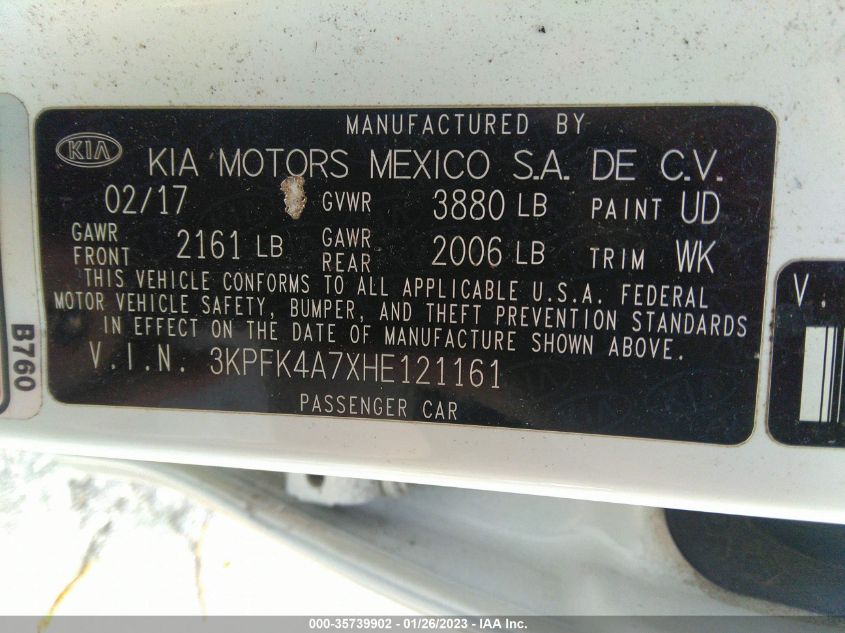 MANUFACTURED BY
KIA KIA MOTORS MEXICO S.A. DE C.V.
02/17 GVWR 3880 LB PAINT UD
GAWR FRONT 2161 LB GAWR REAR 2006 LB TRIM WK
THIS VEHICLE CONFORMS TO ALL APPLICABLE U.S.A. FEDERAL
MOTOR VEHICLE SAFETY, BUMPER, AND THEFT PREVENTION STANDARDS
IN EFFECT ON THE DATE OF MANUFACTURE SHOWN ABOVE.
V.I.N. 3KPFK4A7XHE121161
PASSENGER CAR
B760
V.
000-35739902 - 01/26/2023 - IAA Inc.